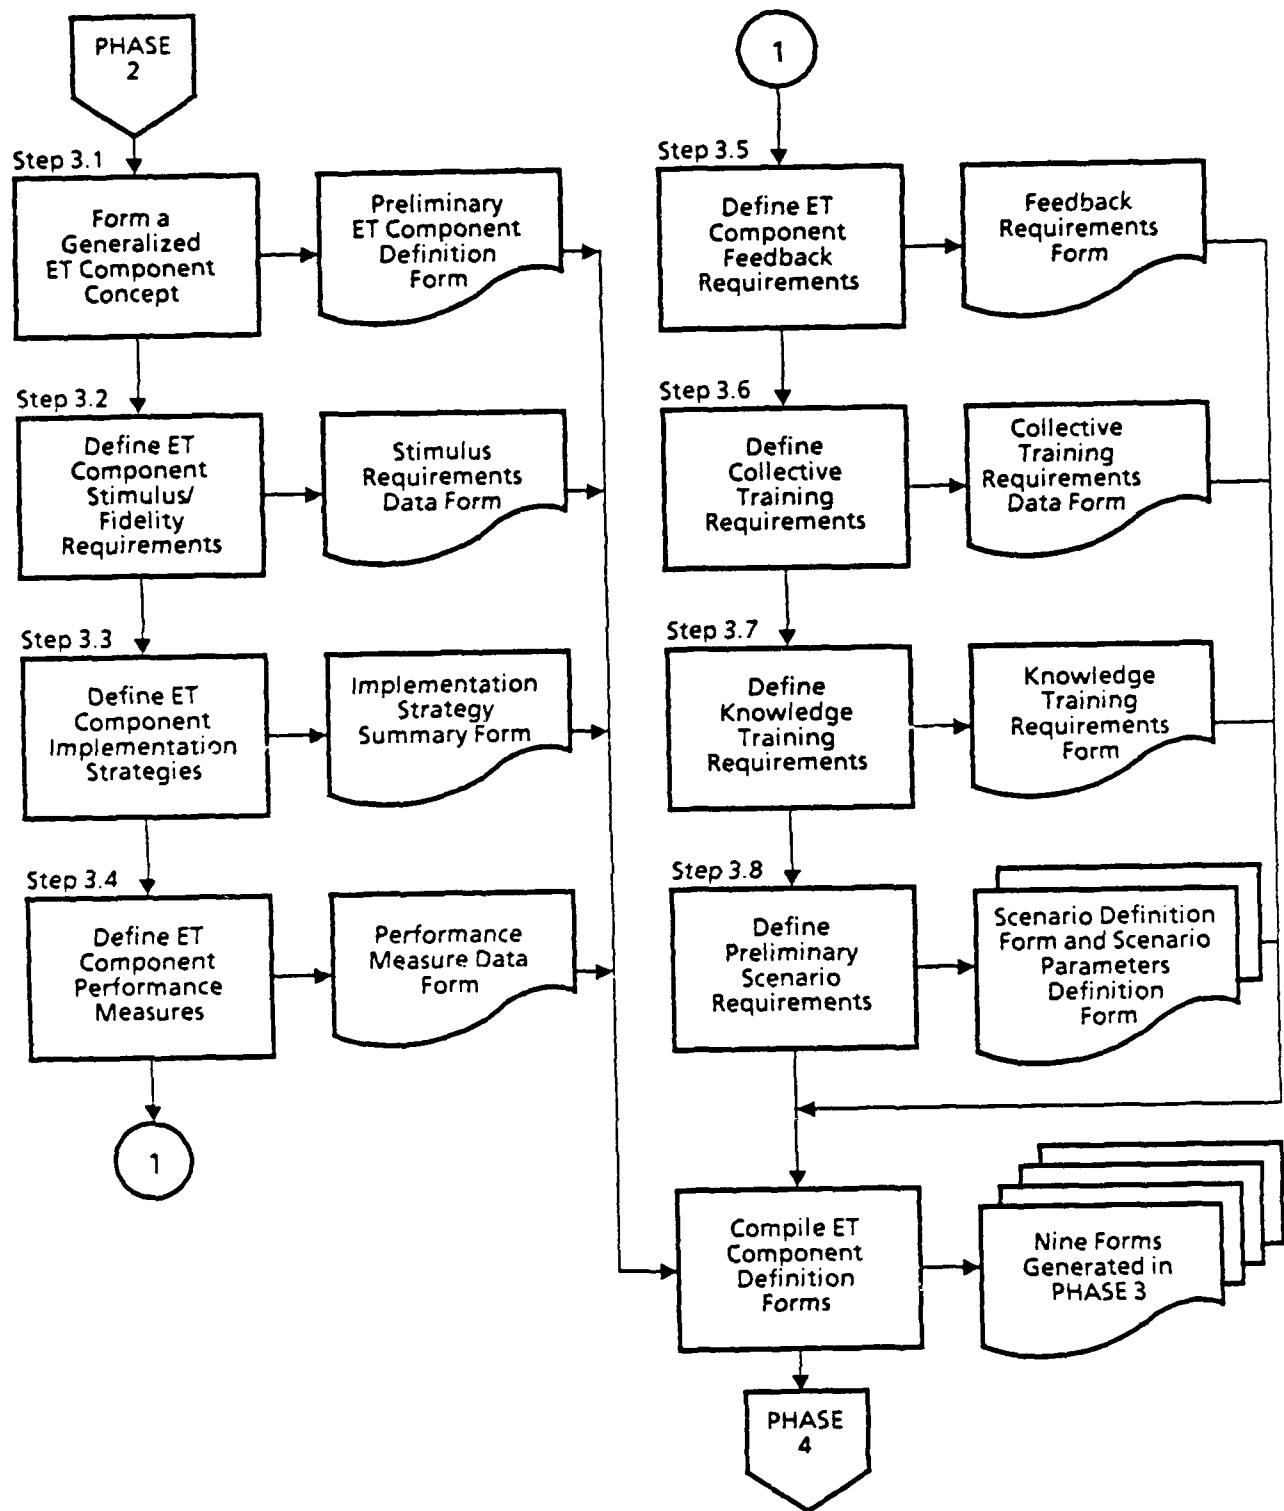 PHASE
2
Step 3.1
Form a
Generalized
ET Component
Concept
Preliminary
ET Component
Definition
Form
Step 3.2
Define ET
Component
Stimulus/
Fidelity
Requirements
Stimulus
Requirements
Data Form
Step 3.3
Define ET
Component
Implementation
Strategies
Implementation
Strategy
Summary Form
Step 3.4
Define ET
Component
Performance
Measures
Performance
Measure Data
Form
1
1
Step 3.5
Define ET
Component
Feedback
Requirements
Feedback
Requirements
Form
Step 3.6
Define
Collective
Training
Requirements
Collective
Training
Requirements
Data Form
Step 3.7
Define
Knowledge
Training
Requirements
Knowledge
Training
Requirements
Form
Step 3.8
Define
Preliminary
Scenario
Requirements
Scenario Definition
Form and Scenario
Parameters
Definition
Form
Compile ET
Component
Definition
Forms
Nine Forms
Generated in
PHASE 3
PHASE
4